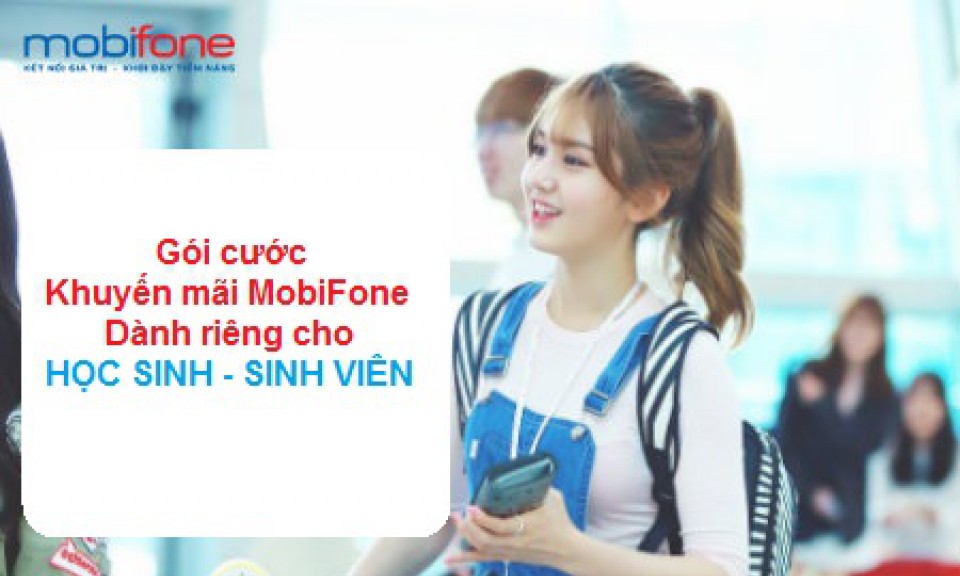 mobifone
KẾT NỐI GIÁ TRỊ - KHƠI DẬY TIỀM NĂNG
Gói cước
Khuyến mãi MobiFone
Dành riêng cho
HỌC SINH - SINH VIÊN